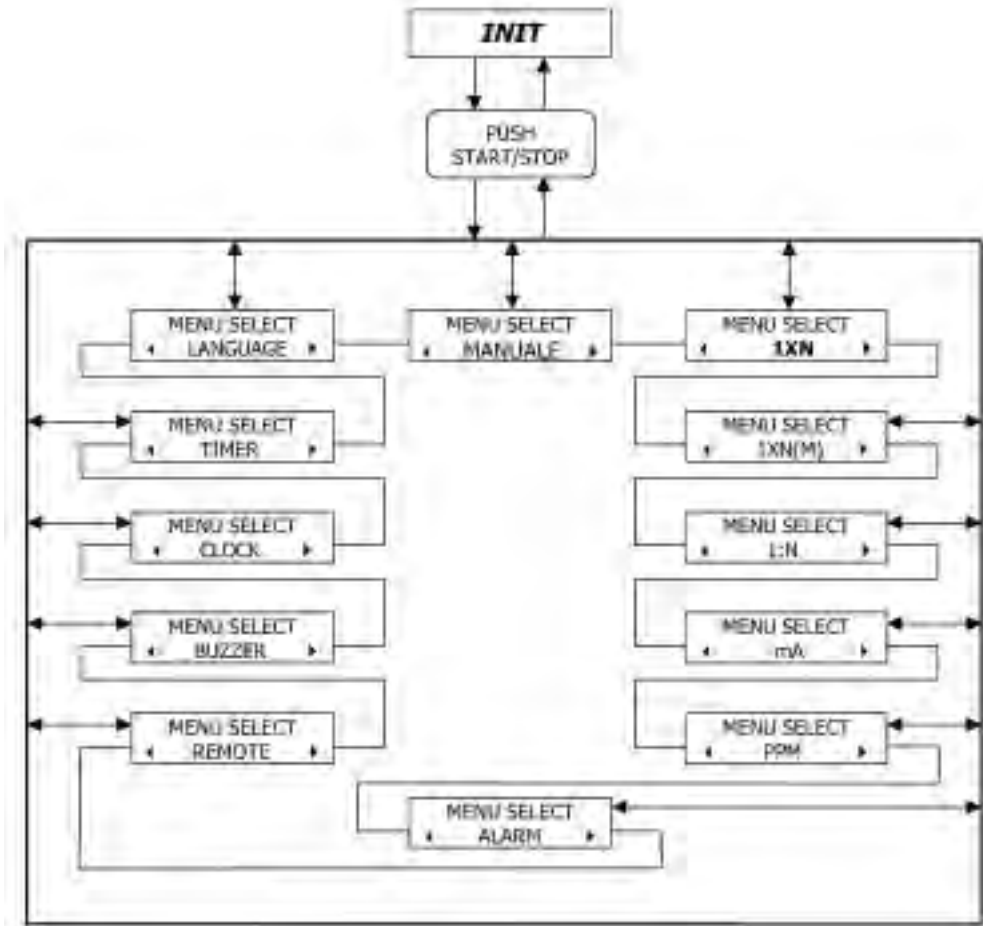 INIT
PUSH
START/STOP
MENU SELECT
LANGUAGE
MENU SELECT
MANUALE
MENU SELECT
1XN
MENU SELECT
TIMER
MENU SELECT
1XN(M)
MENU SELECT
CLOCK
MENU SELECT
1:N
MENU SELECT
BUZZER
MENU SELECT
mA
MENU SELECT
REMOTE
MENU SELECT
PPM
MENU SELECT
ALARM